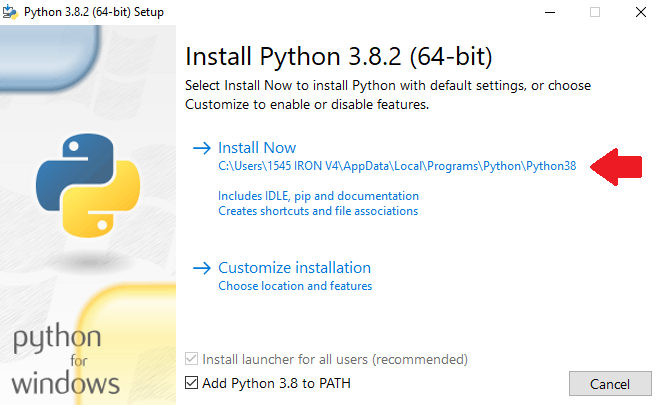 Python 3.8.2 (64-bit) Setup
Install Python 3.8.2 (64-bit)
Select Install Now to install Python with default settings, or choose
Customize to enable or disable features.
Install Now
C:\Users\1545 IRON V4\AppData\Local\Programs\Python\Python38
Includes IDLE, pip and documentation
Creates shortcuts and file associations
Customize installation
Choose location and features
python
for
windows
Install launcher for all users (recommended)
Add Python 3.8 to PATH
Cancel